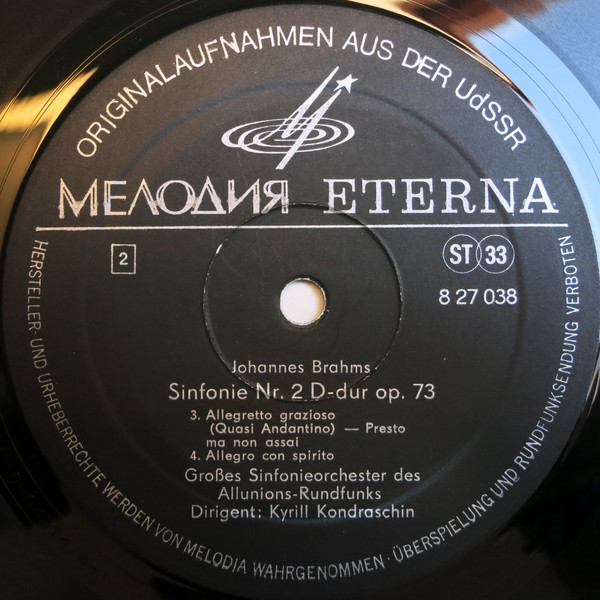 ORIGINALAUFNAHMEN AUS DER UdSSR
МЕЛОДИЯ ETERNA
2
ST 33
8 27 038
Johannes Brahms
Sinfonie Nr. 2 D-dur op. 73
3. Allegretto grazioso
(Quasi Andantino) — Presto
ma non assai
4. Allegro con spirito
Großes Sinfonieorchester des
Allunions-Rundfunks
Dirigent: Kyrill Kondraschin
HERSTELLER- UND URHEBERRECHTE WERDEN VON MELODIA WAHRGENOMMEN · ÜBERSPIELUNG UND RUNDFUNKSENDUNG VERBOTEN